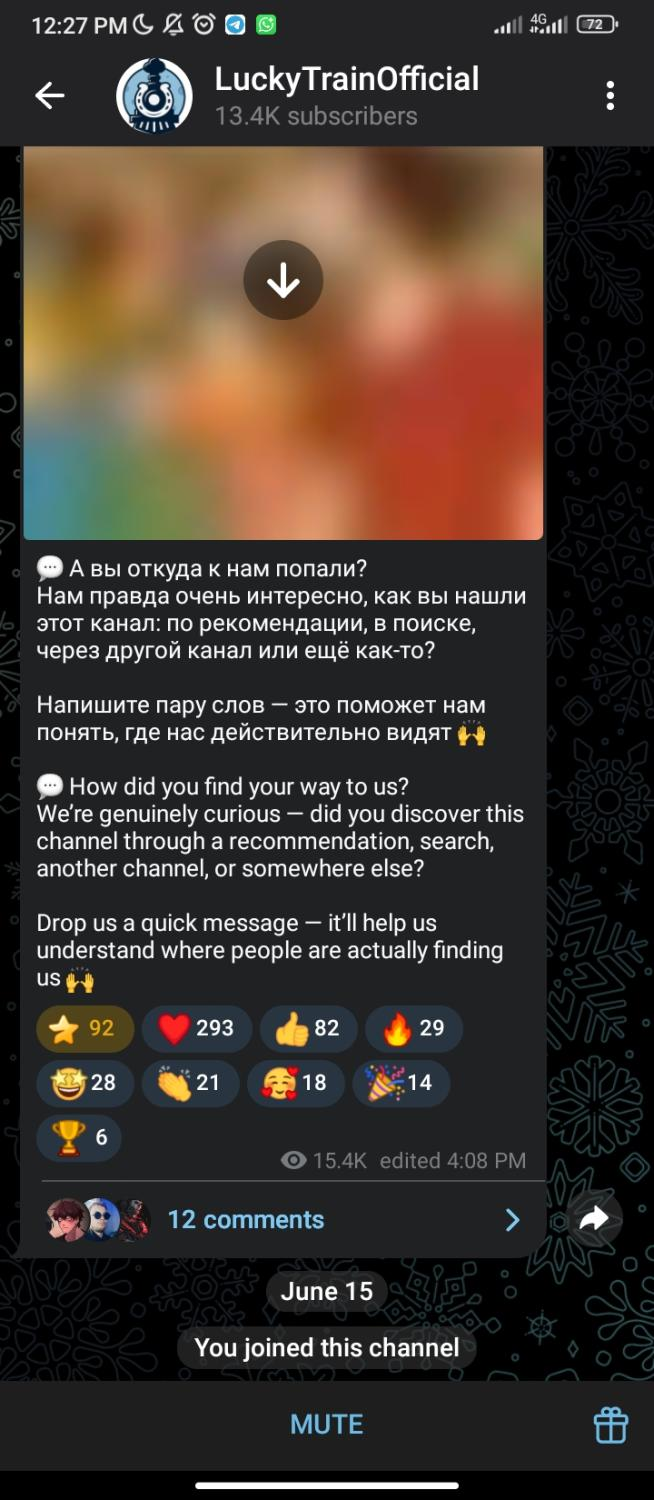 12:27 PM
4G
72
LuckyTrainOfficial
13.4K subscribers
💬 А вы откуда к нам попали?
Нам правда очень интересно, как вы нашли
этот канал: по рекомендации, в поиске,
через другой канал или ещё как-то?
Напишите пару слов — это поможет нам
понять, где нас действительно видят 🙌
💬 How did you find your way to us?
We’re genuinely curious — did you discover this
channel through a recommendation, search,
another channel, or somewhere else?
Drop us a quick message — it’ll help us
understand where people are actually finding
us 🙌
⭐ 92 ❤️ 293 👍 82 🔥 29
🤩 28 👏 21 🥰 18 🎉 14
🏆 6
15.4K edited 4:08 PM
12 comments
June 15
You joined this channel
MUTE